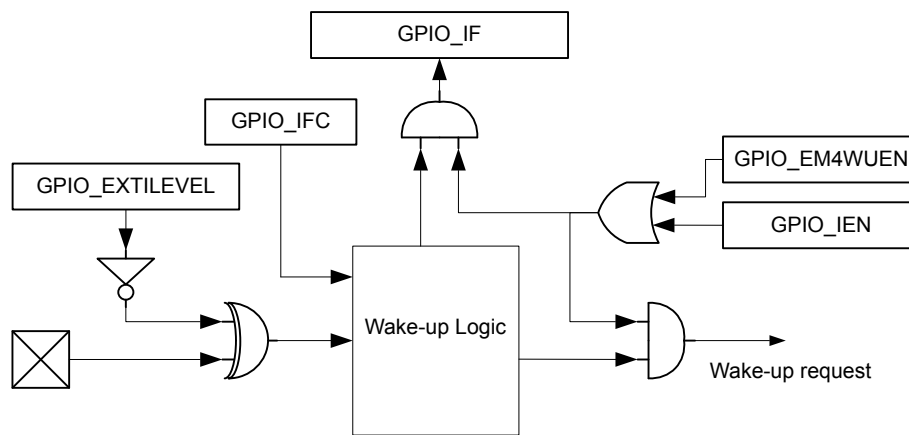 GPIO_IF
GPIO_IFC
GPIO_EXTILEVEL
GPIO_EM4WUEN
GPIO_IEN
Wake-up Logic
Wake-up request